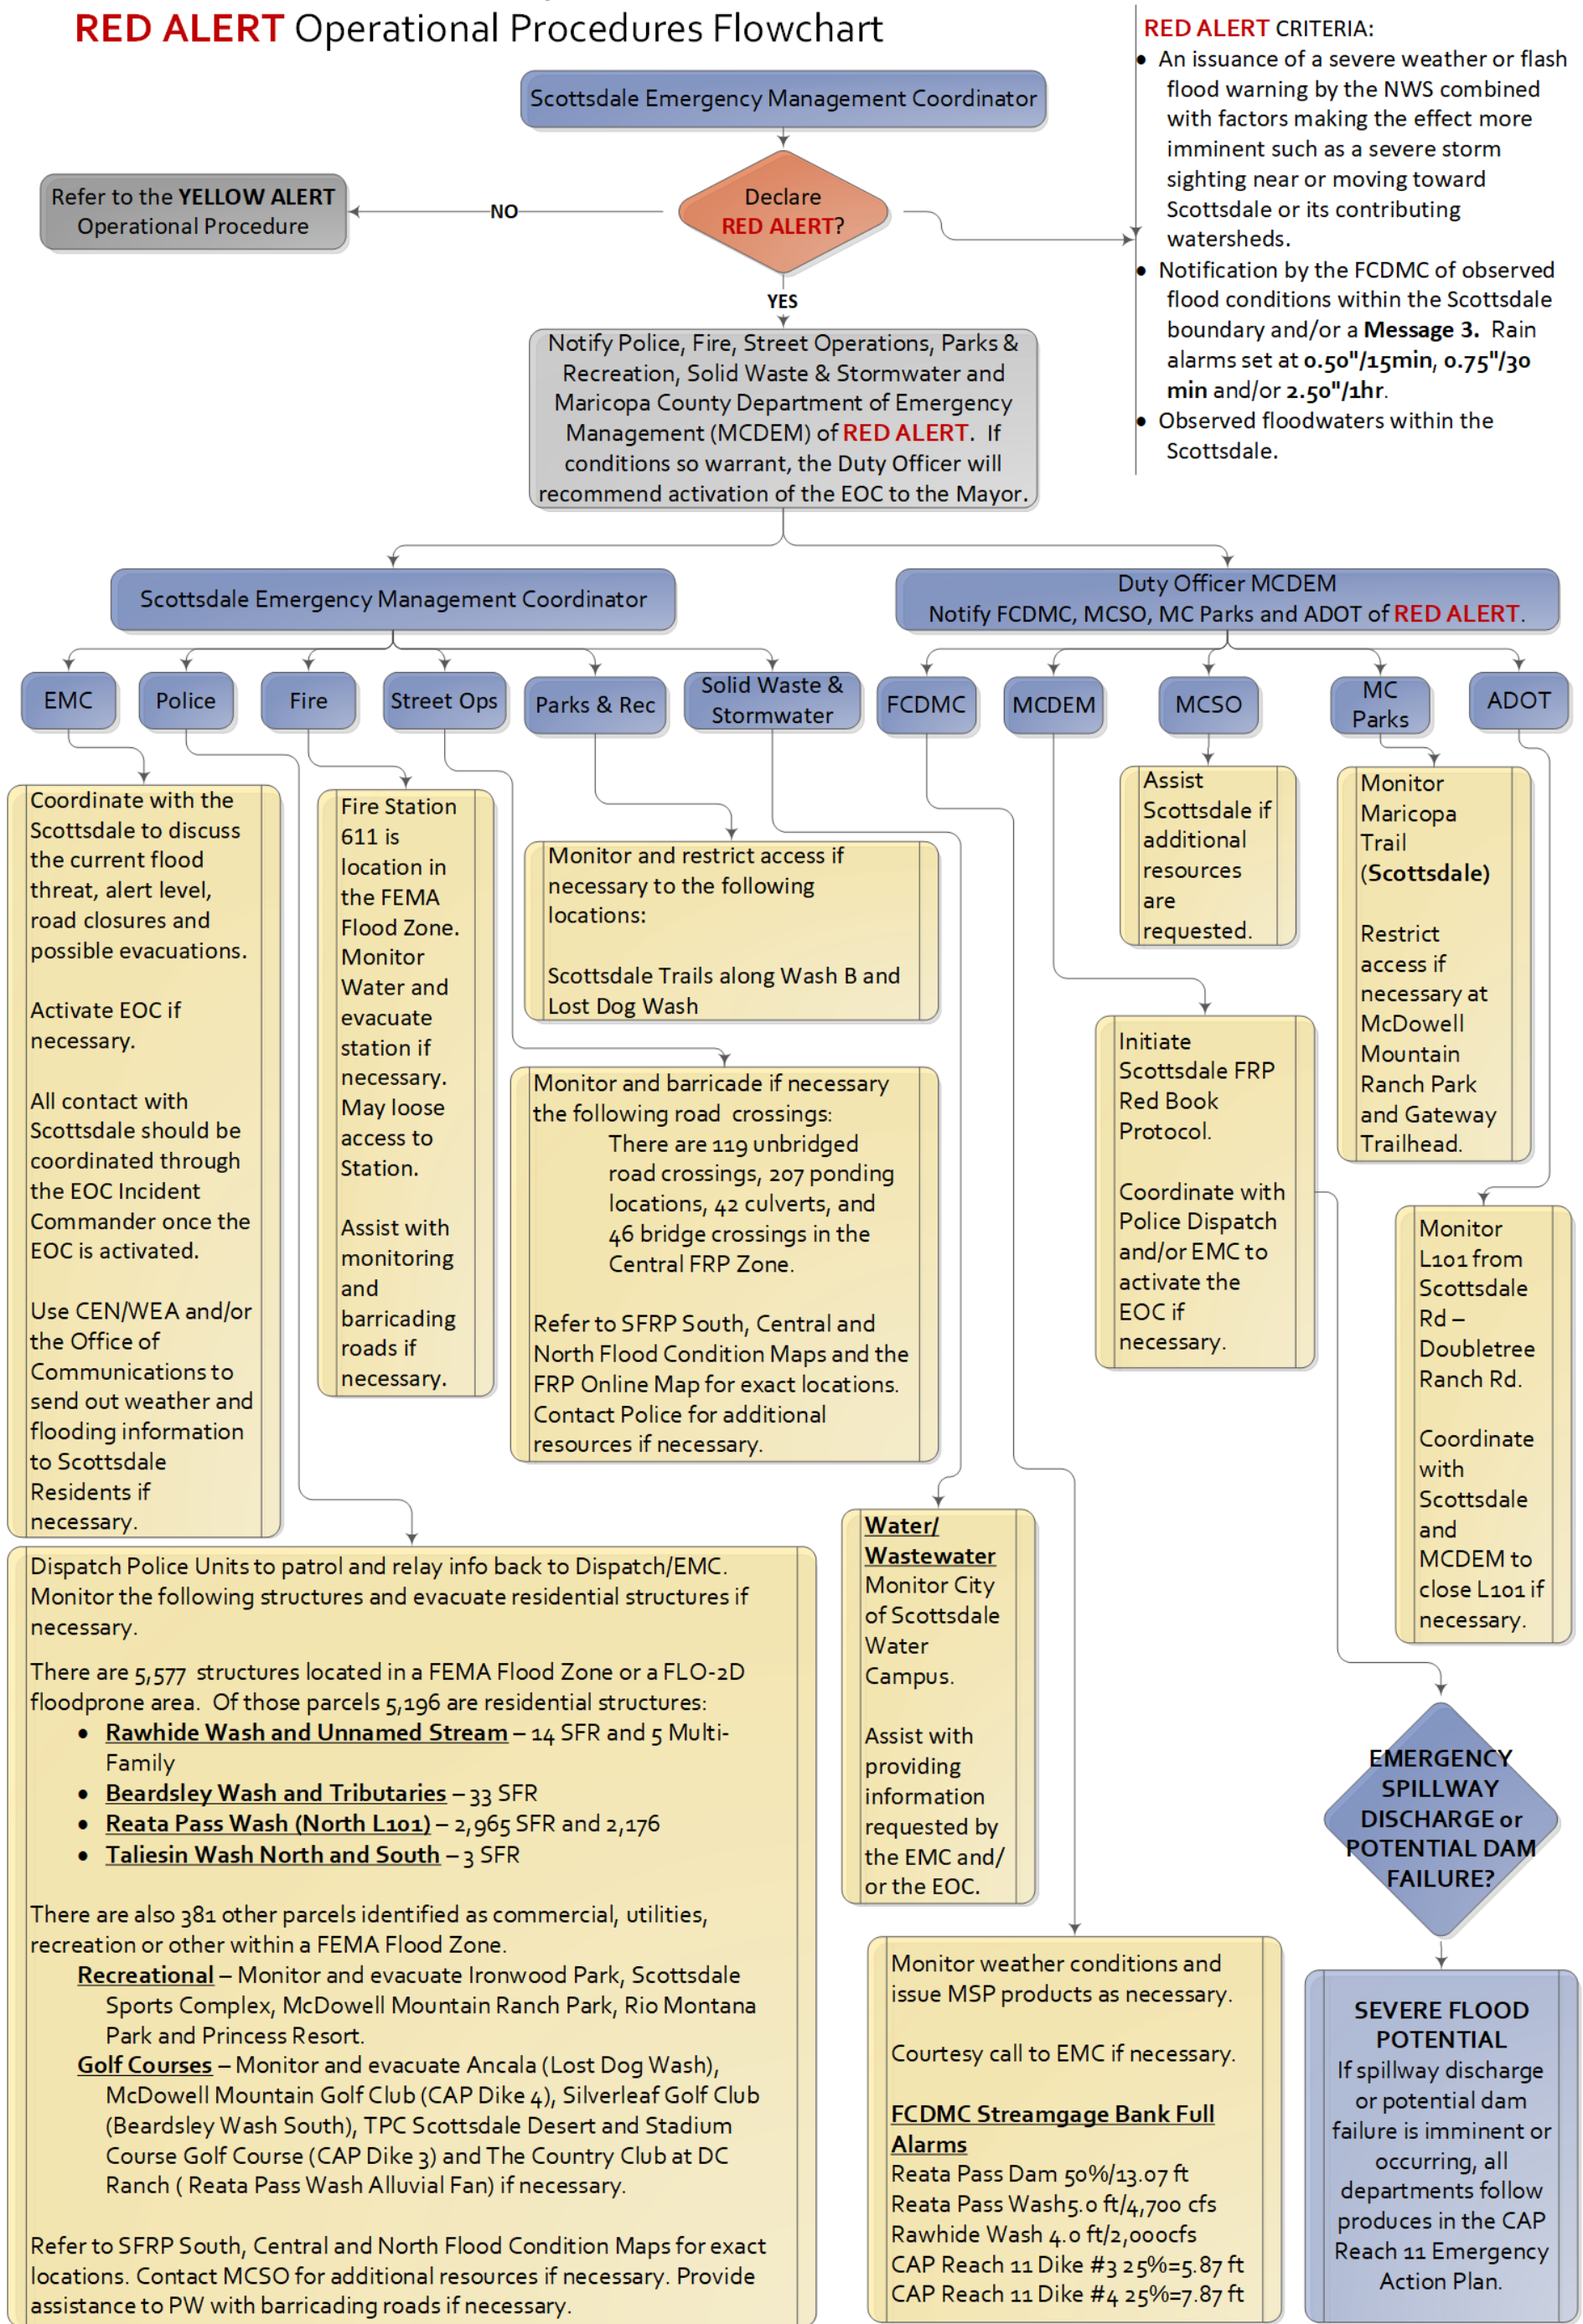 RED ALERT Operational Procedures Flowchart
RED ALERT CRITERIA:
● An issuance of a severe weather or flash
flood warning by the NWS combined
with factors making the effect more
imminent such as a severe storm
sighting near or moving toward
Scottsdale or its contributing
watersheds.
● Notification by the FCDMC of observed
flood conditions within the Scottsdale
boundary and/or a Message 3. Rain
alarms set at 0.50"/15min, 0.75"/30
min and/or 2.50"/1hr.
● Observed floodwaters within the
Scottsdale.
Scottsdale Emergency Management Coordinator
Declare
RED ALERT?
NO
Refer to the YELLOW ALERT
Operational Procedure
YES
Notify Police, Fire, Street Operations, Parks &
Recreation, Solid Waste & Stormwater and
Maricopa County Department of Emergency
Management (MCDEM) of RED ALERT. If
conditions so warrant, the Duty Officer will
recommend activation of the EOC to the Mayor.
Scottsdale Emergency Management Coordinator
Duty Officer MCDEM
Notify FCDMC, MCSO, MC Parks and ADOT of RED ALERT.
EMC
Police
Fire
Street Ops
Parks & Rec
Solid Waste &
Stormwater
FCDMC
MCDEM
MCSO
MC
Parks
ADOT
Coordinate with the
Scottsdale to discuss
the current flood
threat, alert level,
road closures and
possible evacuations.
Activate EOC if
necessary.
All contact with
Scottsdale should be
coordinated through
the EOC Incident
Commander once the
EOC is activated.
Use CEN/WEA and/or
the Office of
Communications to
send out weather and
flooding information
to Scottsdale
Residents if
necessary.
Fire Station
611 is
location in
the FEMA
Flood Zone.
Monitor
Water and
evacuate
station if
necessary.
May loose
access to
Station.
Assist with
monitoring
and
barricading
roads if
necessary.
Monitor and restrict access if
necessary to the following
locations:
Scottsdale Trails along Wash B and
Lost Dog Wash
Monitor and barricade if necessary
the following road crossings:
There are 119 unbridged
road crossings, 207 ponding
locations, 42 culverts, and
46 bridge crossings in the
Central FRP Zone.
Refer to SFRP South, Central and
North Flood Condition Maps and the
FRP Online Map for exact locations.
Contact Police for additional
resources if necessary.
Assist
Scottsdale if
additional
resources
are
requested.
Initiate
Scottsdale FRP
Red Book
Protocol.
Coordinate with
Police Dispatch
and/or EMC to
activate the
EOC if
necessary.
Monitor
Maricopa
Trail
(Scottsdale)
Restrict
access if
necessary at
McDowell
Mountain
Ranch Park
and Gateway
Trailhead.
Monitor
L101 from
Scottsdale
Rd –
Doubletree
Ranch Rd.
Coordinate
with
Scottsdale
and
MCDEM to
close L101 if
necessary.
Dispatch Police Units to patrol and relay info back to Dispatch/EMC.
Monitor the following structures and evacuate residential structures if
necessary.
There are 5,577 structures located in a FEMA Flood Zone or a FLO-2D
floodprone area. Of those parcels 5,196 are residential structures:
● Rawhide Wash and Unnamed Stream – 14 SFR and 5 Multi-
Family
● Beardsley Wash and Tributaries – 33 SFR
● Reata Pass Wash (North L101) – 2,965 SFR and 2,176
● Taliesin Wash North and South – 3 SFR
There are also 381 other parcels identified as commercial, utilities,
recreation or other within a FEMA Flood Zone.
Recreational – Monitor and evacuate Ironwood Park, Scottsdale
Sports Complex, McDowell Mountain Ranch Park, Rio Montana
Park and Princess Resort.
Golf Courses – Monitor and evacuate Ancala (Lost Dog Wash),
McDowell Mountain Golf Club (CAP Dike 4), Silverleaf Golf Club
(Beardsley Wash South), TPC Scottsdale Desert and Stadium
Course Golf Course (CAP Dike 3) and The Country Club at DC
Ranch ( Reata Pass Wash Alluvial Fan) if necessary.
Refer to SFRP South, Central and North Flood Condition Maps for exact
locations. Contact MCSO for additional resources if necessary. Provide
assistance to PW with barricading roads if necessary.
Water/
Wastewater
Monitor City
of Scottsdale
Water
Campus.
Assist with
providing
information
requested by
the EMC and/
or the EOC.
Monitor weather conditions and
issue MSP products as necessary.
Courtesy call to EMC if necessary.
FCDMC Streamgage Bank Full
Alarms
Reata Pass Dam 50%/13.07 ft
Reata Pass Wash5.0 ft/4,700 cfs
Rawhide Wash 4.0 ft/2,000cfs
CAP Reach 11 Dike #3 25%=5.87 ft
CAP Reach 11 Dike #4 25%=7.87 ft
EMERGENCY
SPILLWAY
DISCHARGE or
POTENTIAL DAM
FAILURE?
SEVERE FLOOD
POTENTIAL
If spillway discharge
or potential dam
failure is imminent or
occurring, all
departments follow
produces in the CAP
Reach 11 Emergency
Action Plan.